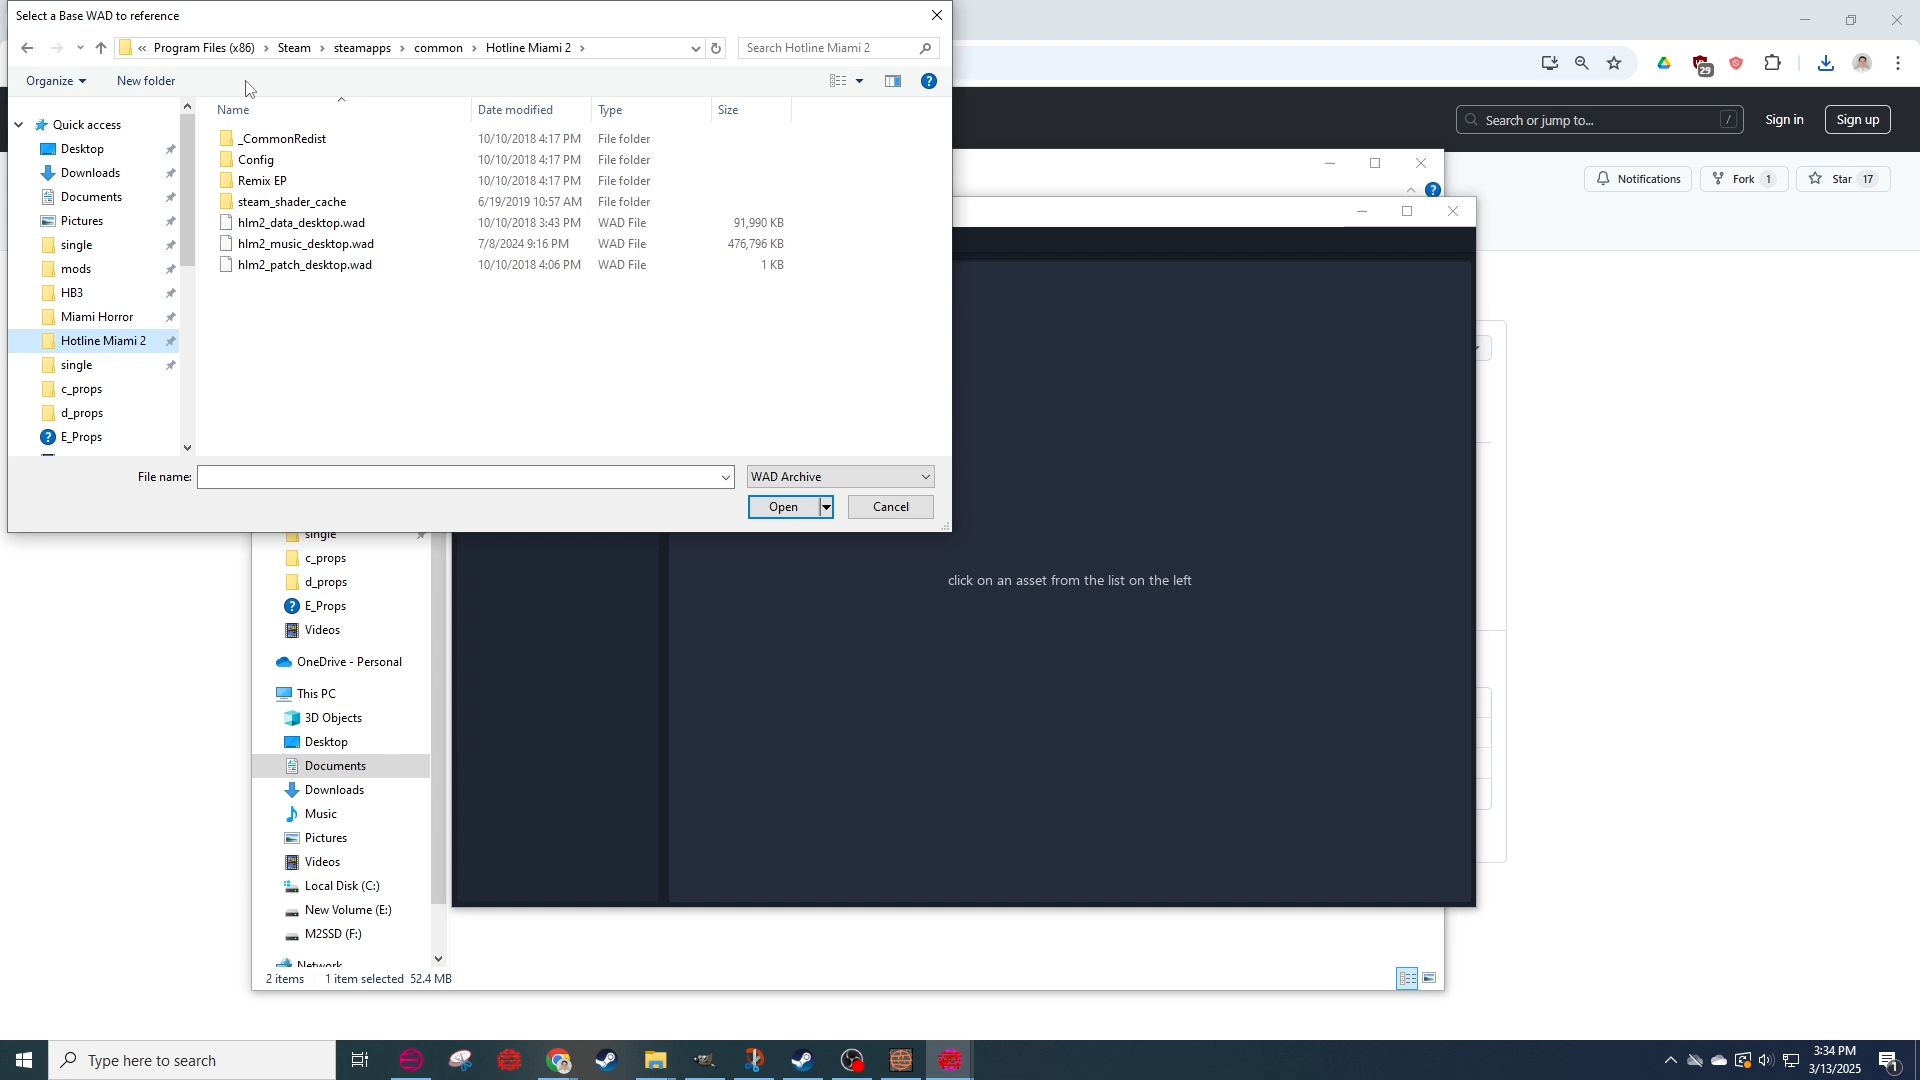 Select a Base WAD to reference
« Program Files (x86) › Steam › steamapps › common › Hotline Miami 2 ›
Search Hotline Miami 2
Organize
New folder
Name
Date modified
Type
Size
Quick access
Desktop
Downloads
Documents
Pictures
single
mods
HB3
Miami Horror
Hotline Miami 2
single
c_props
d_props
E_Props
_CommonRedist 10/10/2018 4:17 PM File folder
Config 10/10/2018 4:17 PM File folder
Remix EP 10/10/2018 4:17 PM File folder
steam_shader_cache 6/19/2019 10:57 AM File folder
hlm2_data_desktop.wad 10/10/2018 3:43 PM WAD File 91,990 KB
hlm2_music_desktop.wad 7/8/2024 9:16 PM WAD File 476,796 KB
hlm2_patch_desktop.wad 10/10/2018 4:06 PM WAD File 1 KB
File name:
WAD Archive
Open
Cancel
29
Search or jump to...
/
Sign in
Sign up
Notifications
Fork 1
Star 17
click on an asset from the list on the left
single
c_props
d_props
E_Props
Videos
OneDrive - Personal
This PC
3D Objects
Desktop
Documents
Downloads
Music
Pictures
Videos
Local Disk (C:)
New Volume (E:)
M2SSD (F:)
Network
2 items 1 item selected 52.4 MB
Type here to search
3:34 PM
3/13/2025
1